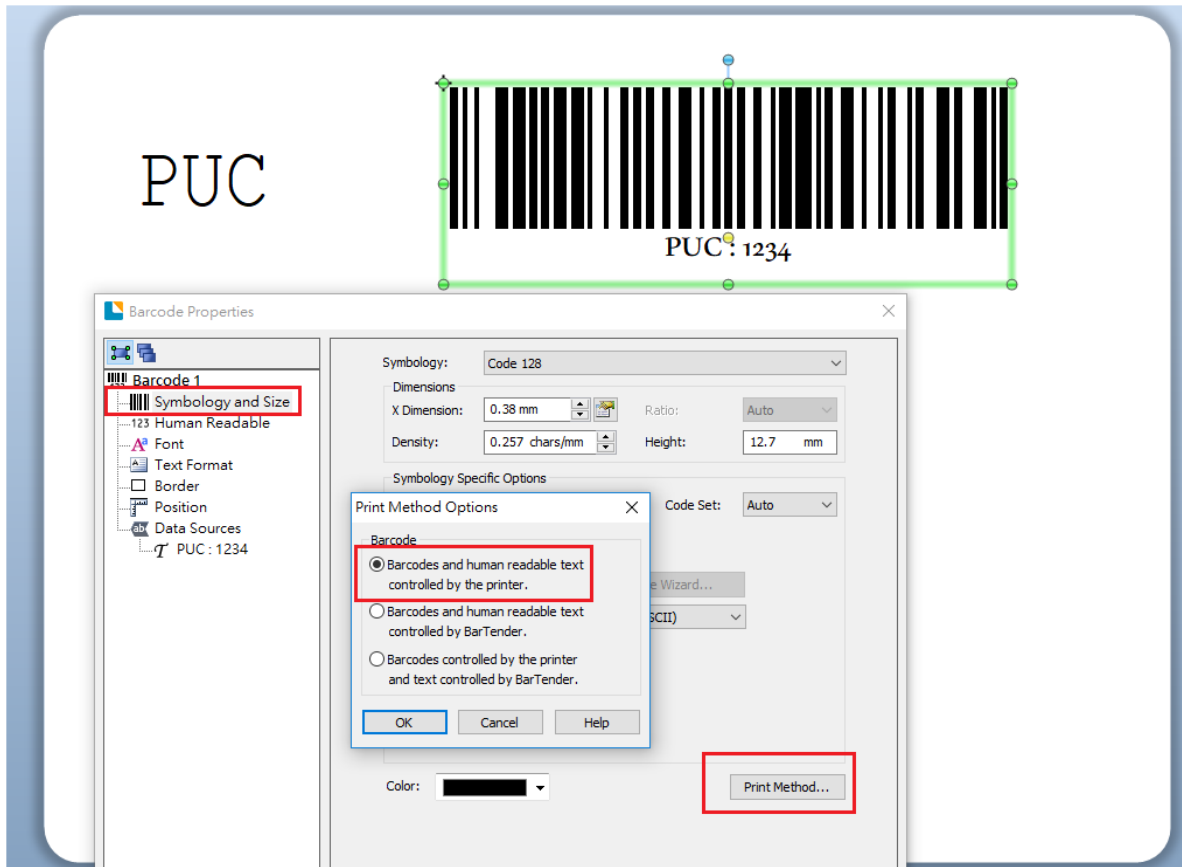 PUC
PUC : 1234
Barcode Properties
Barcode 1
Symbology and Size
123 Human Readable
Font
Text Format
Border
Position
Data Sources
PUC : 1234
Symbology: Code 128
Dimensions
X Dimension: 0.38 mm Ratio: Auto
Density: 0.257 chars/mm Height: 12.7 mm
Symbology Specific Options
Code Set: Auto
Wizard...
Print Method Options
Barcode
Barcodes and human readable text
controlled by the printer.
Barcodes and human readable text
controlled by BarTender.
Barcodes controlled by the printer
and text controlled by BarTender.
OK Cancel Help
Color: Print Method...